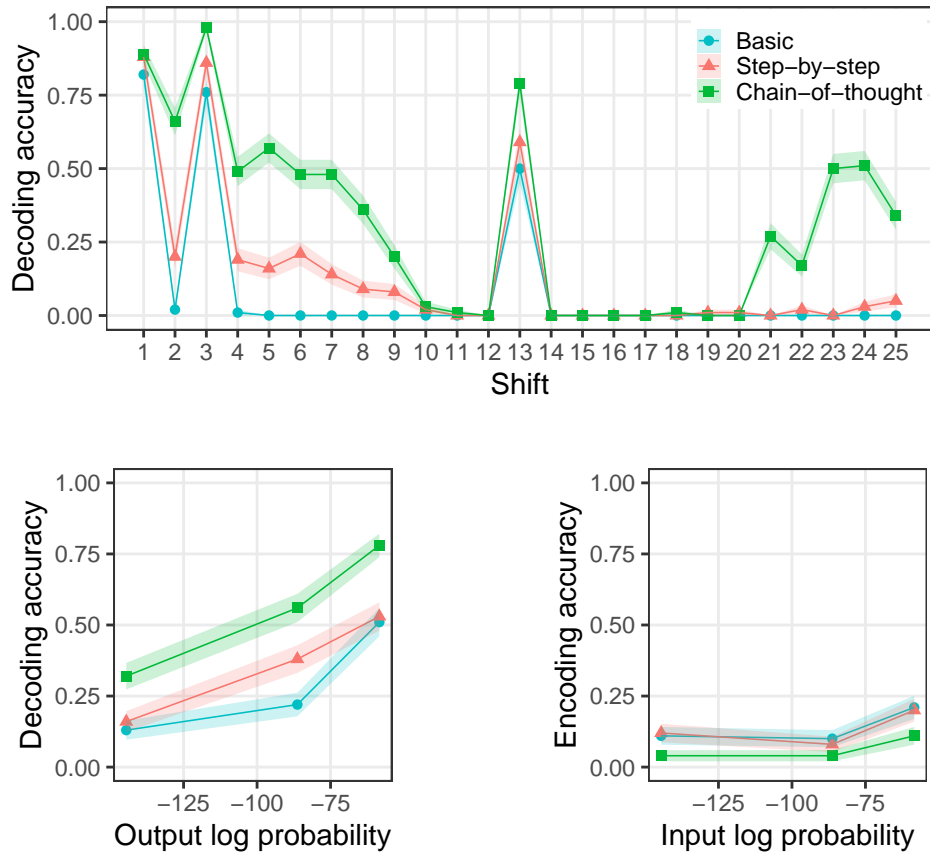 1.00
0.75
0.50
0.25
0.00
Decoding accuracy
Basic
Step−by−step
Chain−of−thought
1 2 3 4 5 6 7 8 9 10 11 12 13 14 15 16 17 18 19 20 21 22 23 24 25
Shift
1.00
0.75
0.50
0.25
0.00
Decoding accuracy
−125 −100 −75
Output log probability
1.00
0.75
0.50
0.25
0.00
Encoding accuracy
−125 −100 −75
Input log probability